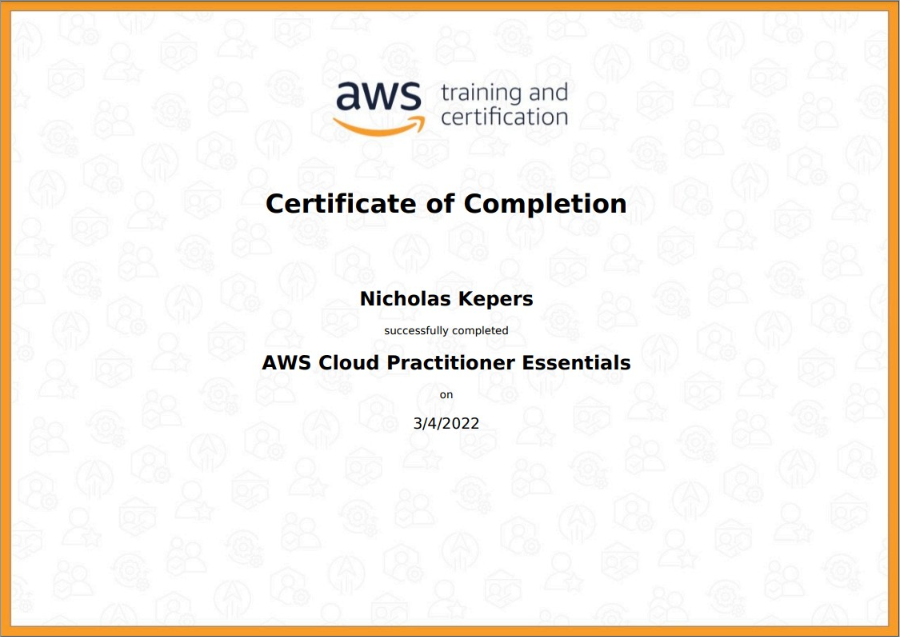 aws training and
certification
Certificate of Completion
Nicholas Kepers
successfully completed
AWS Cloud Practitioner Essentials
on
3/4/2022